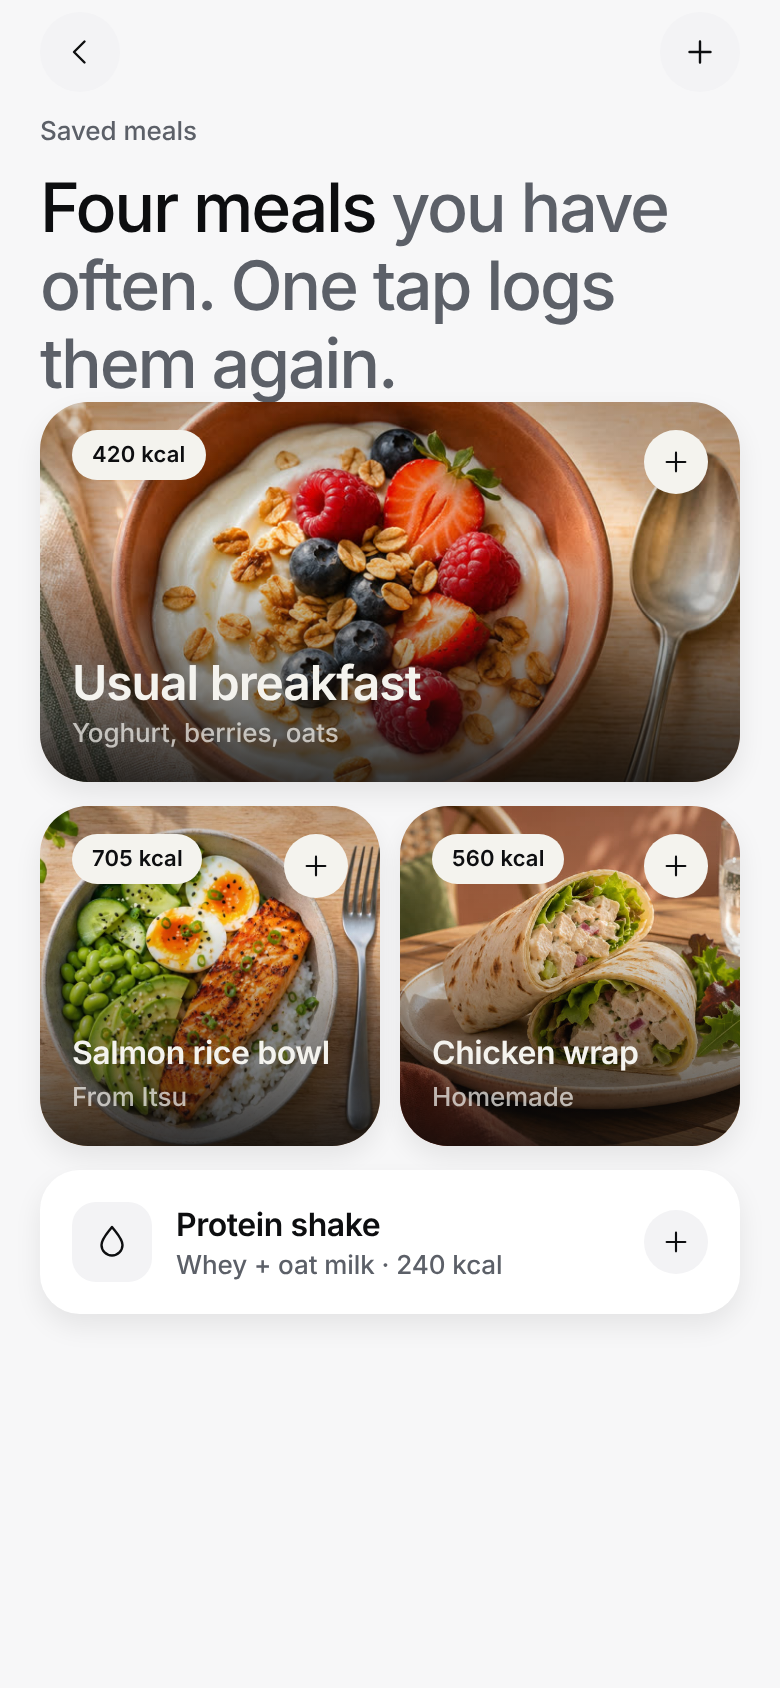 Saved meals
Four meals you have
often. One tap logs
them again.
420 kcal
Usual breakfast
Yoghurt, berries, oats
705 kcal
Salmon rice bowl
From Itsu
560 kcal
Chicken wrap
Homemade
Protein shake
Whey + oat milk · 240 kcal